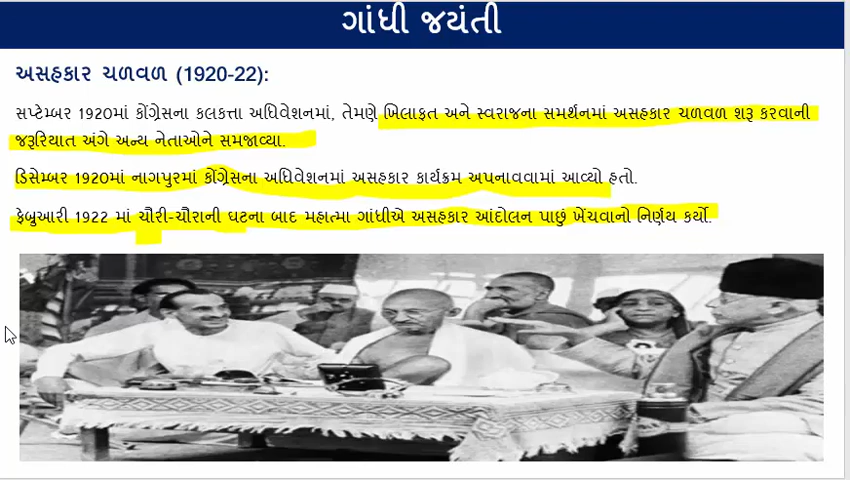 ગાંધી જયંતી
અસહકાર ચળવળ (1920-22):
સપ્ટેમ્બર 1920માં કોંગ્રેસના કલકત્તા અધિવેશનમાં, તેમણે ખિલાફત અને સ્વરાજના સમર્થનમાં અસહકાર ચળવળ શરૂ કરવાની
જરૂરિયાત અંગે અન્ય નેતાઓને સમજાવ્યા.
ડિસેમ્બર 1920માં નાગપુરમાં કોંગ્રેસના અધિવેશનમાં અસહકાર કાર્યક્રમ અપનાવવામાં આવ્યો હતો.
ફેબ્રુઆરી 1922 માં ચૌરી-ચૌરાની ઘટના બાદ મહાત્મા ગાંધીએ અસહકાર આંદોલન પાછું ખેંચવાનો નિર્ણય કર્યો.